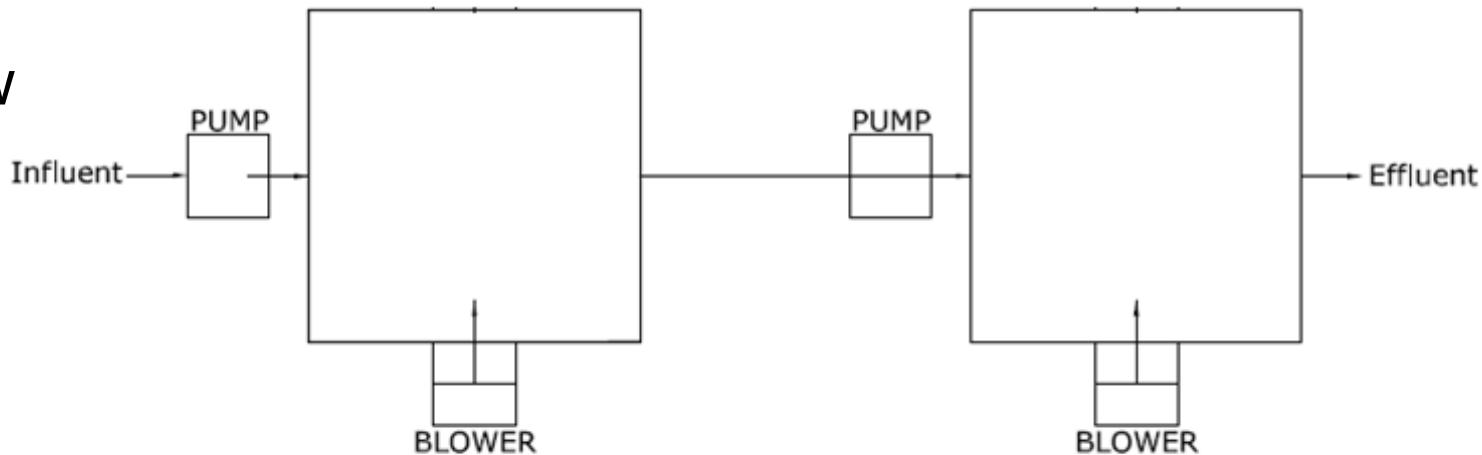 w
PUMP
PUMP
Influent
Effluent
BLOWER
BLOWER